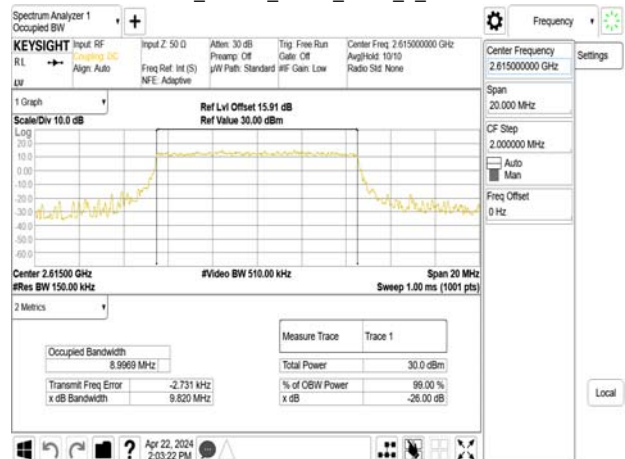 Spectrum Analyzer 1
Occupied BW
+
Frequency
KEYSIGHT Input: RF Input Z: 50 Ω Atten: 30 dB Trig: Free Run Center Freq: 2.615000000 GHz
RL Coupling: DC Preamp: Off Gate: Off Avg|Hold: 10/10
Align: Auto Freq Ref: Int (S) µW Path: Standard #IF Gain: Low Radio Std: None
NFE: Adaptive
Center Frequency
2.615000000 GHz
Settings
Span
20.000 MHz
CF Step
2.000000 MHz
Auto
Man
Freq Offset
0 Hz
1 Graph
Ref Lvl Offset 15.91 dB
Scale/Div 10.0 dB Ref Value 30.00 dBm
Log
20.0
10.0
0.00
-10.0
-20.0
-30.0
-40.0
-50.0
-60.0
Center 2.61500 GHz #Video BW 510.00 kHz Span 20 MHz
#Res BW 150.00 kHz Sweep 1.00 ms (1001 pts)
2 Metrics
Measure Trace Trace 1
Occupied Bandwidth
8.9969 MHz Total Power 30.0 dBm
Transmit Freq Error -2.731 kHz % of OBW Power 99.00 %
x dB Bandwidth 9.820 MHz x dB -26.00 dB
Local
? Apr 22, 2024
2:03:22 PM